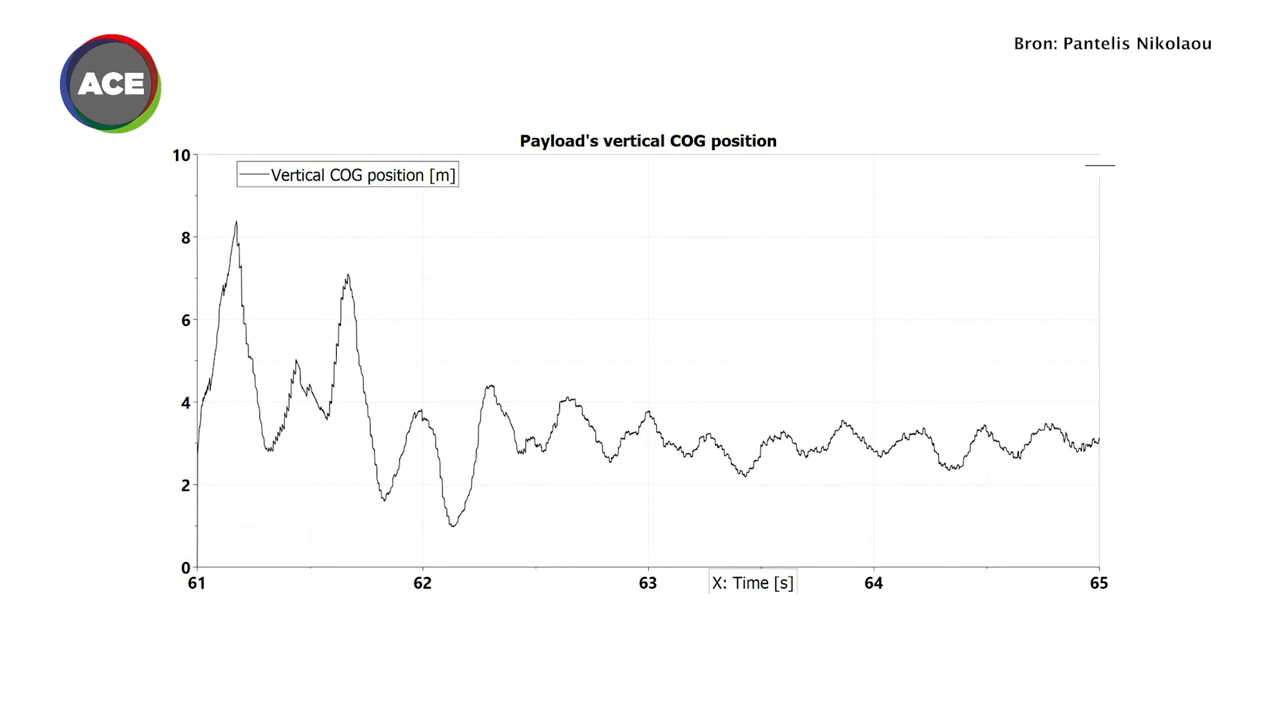 Bron: Pantelis Nikolaou
ACE
Payload's vertical COG position
Vertical COG position [m]
10
8
6
4
2
0
61
62
63
64
65
X: Time [s]